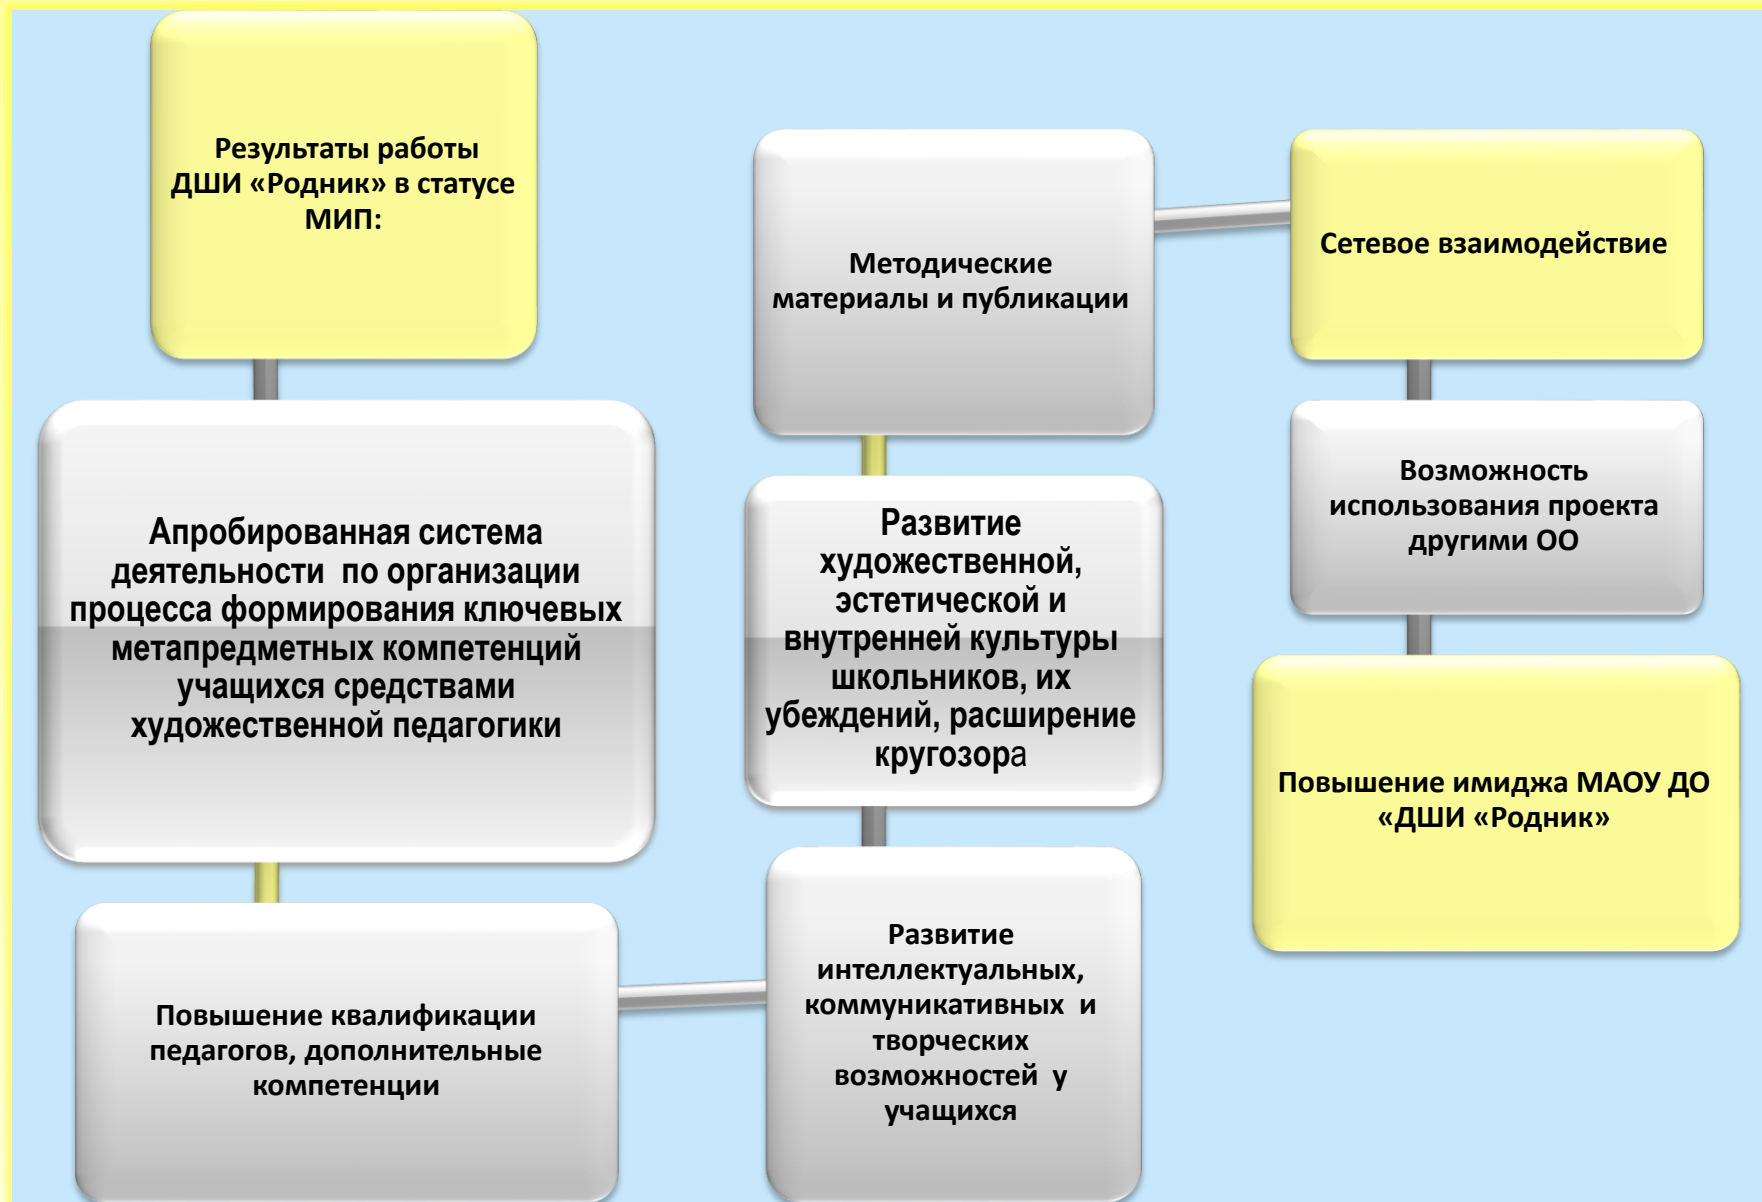 Результаты работы
ДШИ «Родник» в статусе
МИП:
Апробированная система
деятельности по организации
процесса формирования ключевых
метапредметных компетенций
учащихся средствами
художественной педагогики
Повышение квалификации
педагогов, дополнительные
компетенции
Развитие
интеллектуальных,
коммуникативных и
творческих
возможностей у
учащихся
Развитие
художественной,
эстетической и
внутренней культуры
школьников, их
убеждений, расширение
кругозора
Методические
материалы и публикации
Сетевое взаимодействие
Возможность
использования проекта
другими ОО
Повышение имиджа МАОУ ДО
«ДШИ «Родник»